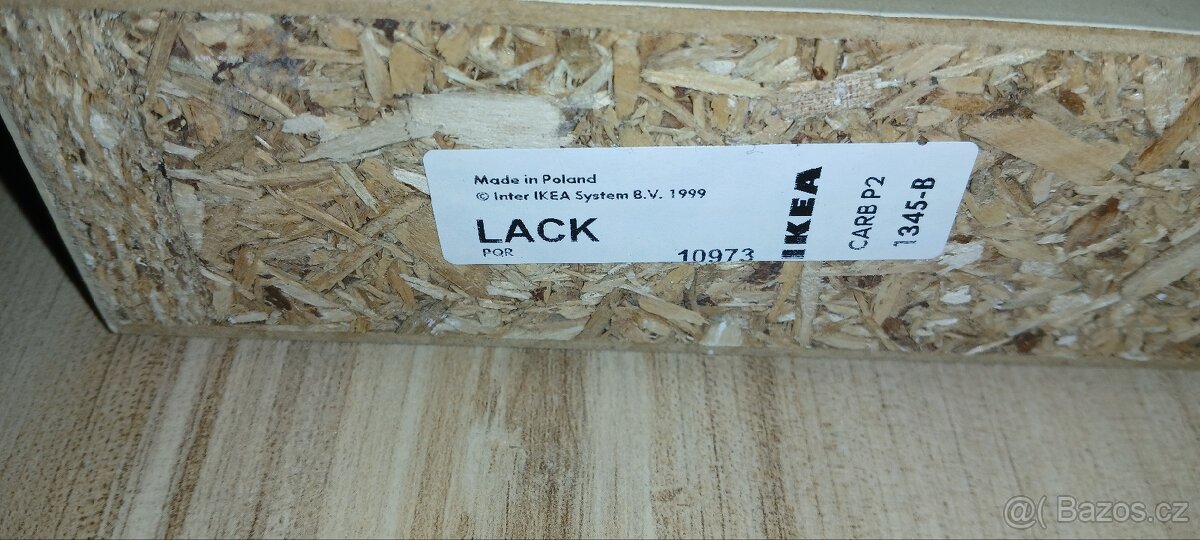 Made in Poland
© Inter IKEA System B.V. 1999
LACK
PQR
10973
IKEA
CARB P2
1345-B
@( Bazos.cz